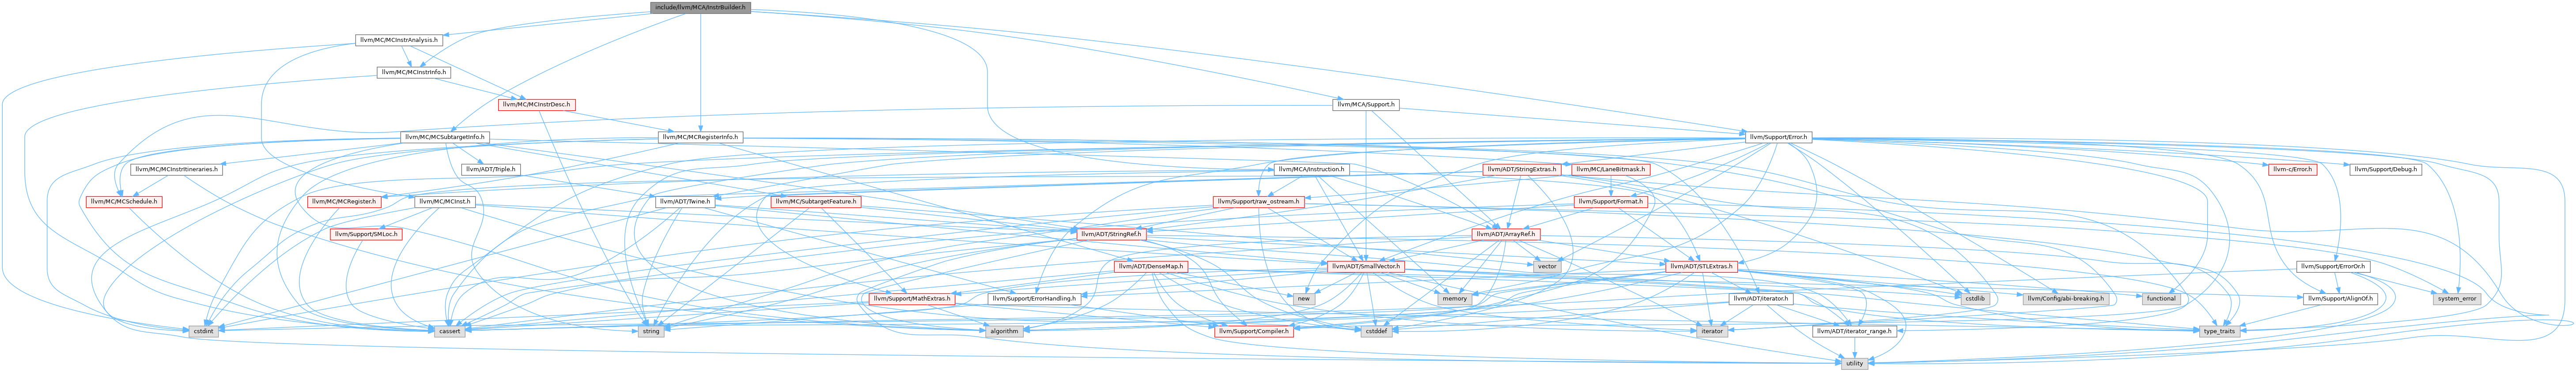 include/llvm/MCA/InstrBuilder.h
llvm/MC/MCInstrAnalysis.h
llvm/MC/MCInstrInfo.h
llvm/MC/MCInstrDesc.h
llvm/MCA/Support.h
llvm/MC/MCSubtargetInfo.h
llvm/MC/MCRegisterInfo.h
llvm/Support/Error.h
llvm/MC/MCInstrItineraries.h
llvm/ADT/Triple.h
llvm/MCA/Instruction.h
llvm/ADT/StringExtras.h
llvm/MC/LaneBitmask.h
llvm-c/Error.h
llvm/Support/Debug.h
llvm/MC/MCSchedule.h
llvm/MC/MCRegister.h
llvm/MC/MCInst.h
llvm/ADT/Twine.h
llvm/MC/SubtargetFeature.h
llvm/Support/raw_ostream.h
llvm/Support/Format.h
llvm/Support/SMLoc.h
llvm/ADT/StringRef.h
llvm/ADT/ArrayRef.h
llvm/ADT/DenseMap.h
llvm/ADT/SmallVector.h
vector
llvm/ADT/STLExtras.h
llvm/Support/ErrorOr.h
llvm/Support/MathExtras.h
llvm/Support/ErrorHandling.h
new
memory
llvm/ADT/iterator.h
cstdlib
llvm/Config/abi-breaking.h
functional
llvm/Support/AlignOf.h
system_error
cstdint
cassert
string
algorithm
llvm/Support/Compiler.h
cstddef
iterator
llvm/ADT/iterator_range.h
type_traits
utility